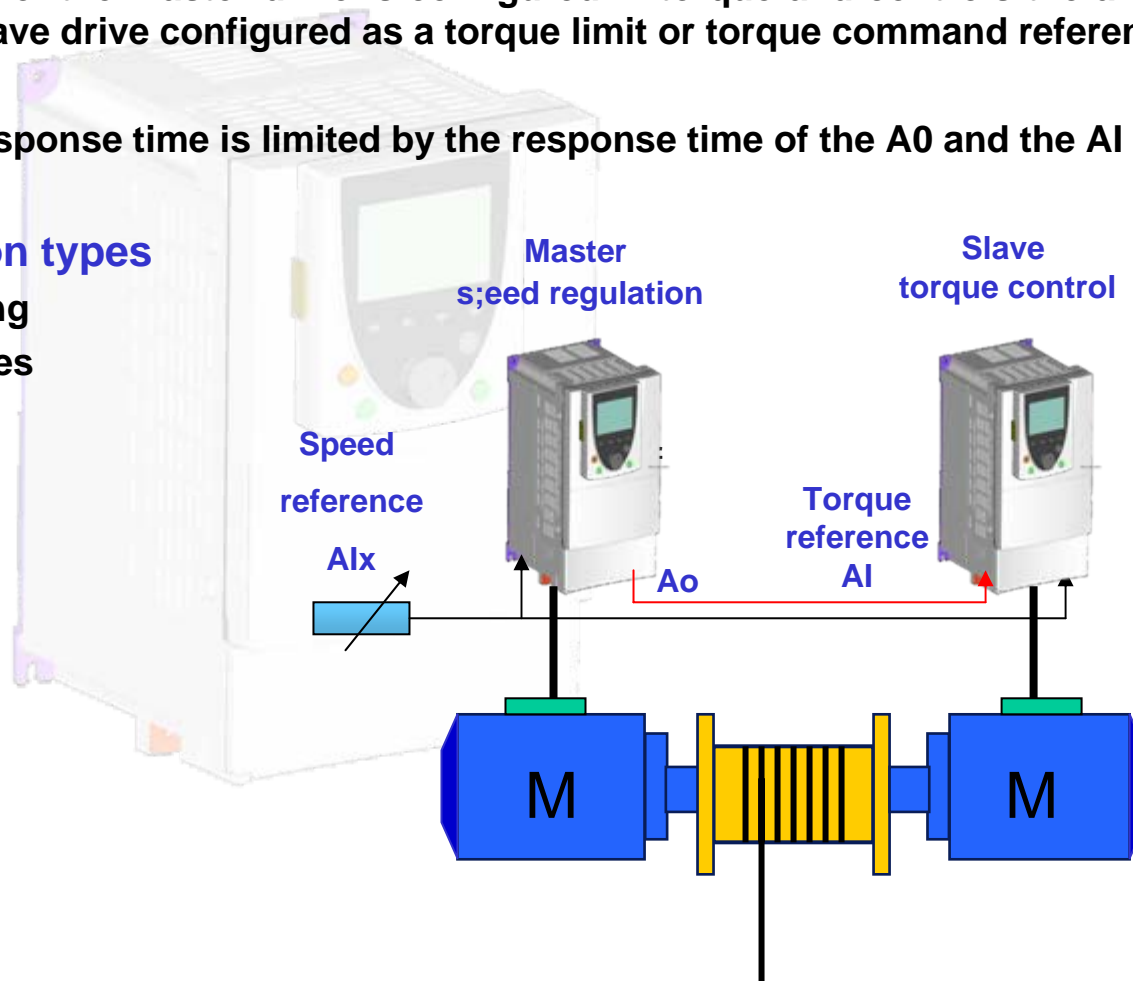 ave drive configured as a torque limit or torque command referen
sponse time is limited by the response time of the A0 and the AI
on types
ng
es
Master
s;eed regulation
Slave
torque control
Speed
reference
AIx
:
Torque
reference
AI
Ao
M
M